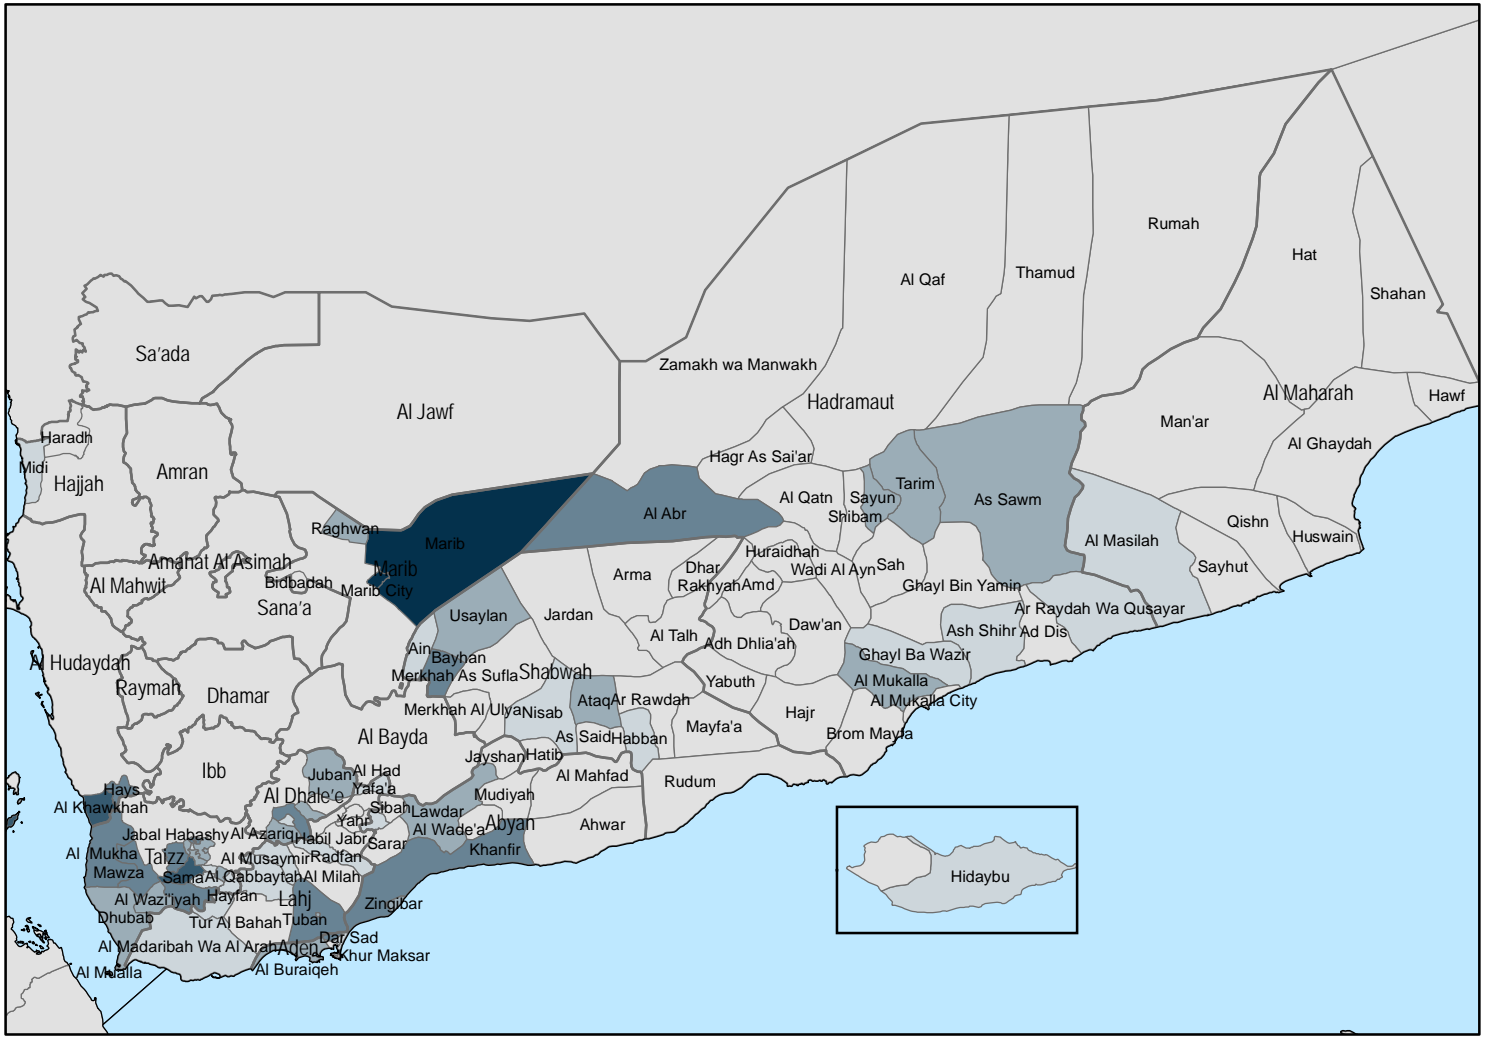 Rumah
Hat
Al Qaf
Thamud
Shahan
Sa'ada
Zamakh wa Manwakh
Al Maharah
Hawf
Hadramaut
Al Jawf
Man'ar
Haradh
Al Ghaydah
Hagr As Sai'ar
Midi
Amran
Hajjah
Tarim
Al Qatn
Sayun
As Sawm
Shibam
Al Abr
Qishn
Raghwan
Huswain
Marib
Al Masilah
Huraidhah
Amahat Al Asimah
Marib
Dhar
Wadi Al Ayn
Sah
Sayhut
Arma
Bidbadah
Al Mahwit
Rakhyah
Amd
Ghayl Bin Yamin
Marib City
Sana'a
Ar Raydah Wa Qusayar
Usaylan
Jardan
Daw'an
Ash Shihr
Ad Dis
Al Talh
Adh Dhlia'ah
Ain
Ghayl Ba Wazir
Bayhan
Al Hudaydah
Shabwah
Merkhah
As Sufla
Al Mukalla
Yabuth
Raymah
Dhamar
Ataq
Ar Rawdah
Al Mukalla City
Merkhah Al Ulya
Nisab
Hajr
Mayfa'a
Brom Mayfa
Al Bayda
As Said
Habban
Jayshan
Hatib
Ibb
Al Had
Juban
Al Mahfad
Rudum
Hays
Yafa'a
Al Dhale'e
Mudiyah
Al Khawkhah
Sibah
Lawdar
Yahr
Abyan
Ahwar
Al Wade'a
Jabal Habashy
Al Azariq
Habil Jabr
Sarar
Khanfir
Al Mukha
Taizz
Al Musaymir
Radfan
Mawza
Sama
Al Qabbaytah
Al Milah
Hidaybu
Al Wazi'iyah
Hayfan
Lahj
Zingibar
Dhubab
Tur Al Bahah
Tuban
Dar Sad
Al Madaribah Wa Al Arah
Aden
Khur Maksar
Al Mualla
Al Buraiqeh